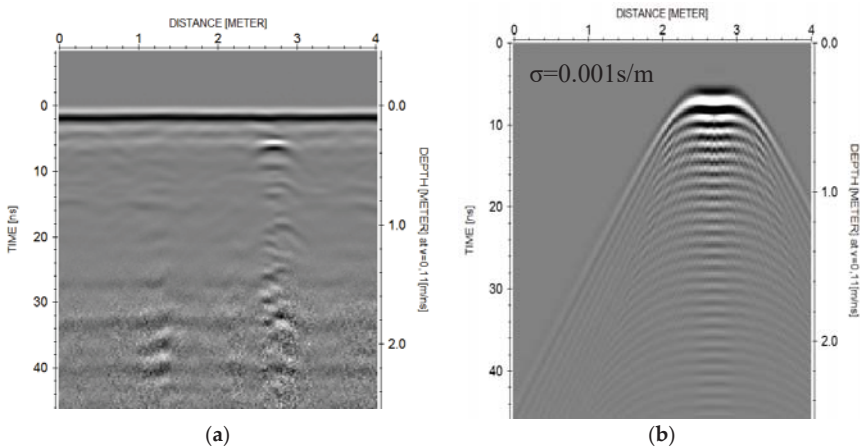 DISTANCE [METER]
0 1 2 3 4
TIME [ns]
0
10
20
30
40
DEPTH [METER] at v=0,11[m/ns]
0.0
1.0
2.0
(a)
DISTANCE [METER]
0 1 2 3 4
TIME [ns]
0
10
20
30
40
σ=0.001s/m
DEPTH [METER] at v=0,11[m/ns]
0.0
1.0
2.0
(b)